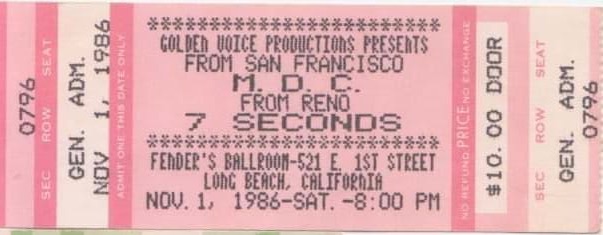 SEC ROW SEAT
0796
GEN. ADM.
NOV 1, 1986
ADMIT ONE THIS DATE ONLY
********************************
GOLDEN VOICE PRODUCTIONS PRESENTS
FROM SAN FRANCISCO
M. D. C.
FROM RENO
7 SECONDS
********************************
FENDER'S BALLROOM-521 E. 1ST STREET
LONG BEACH, CALIFORNIA
NOV. 1, 1986-SAT.-8:00 PM
NO REFUND PRICE NO EXCHANGE
$10.00 DOOR
SEC ROW SEAT
GEN. ADM.
0796